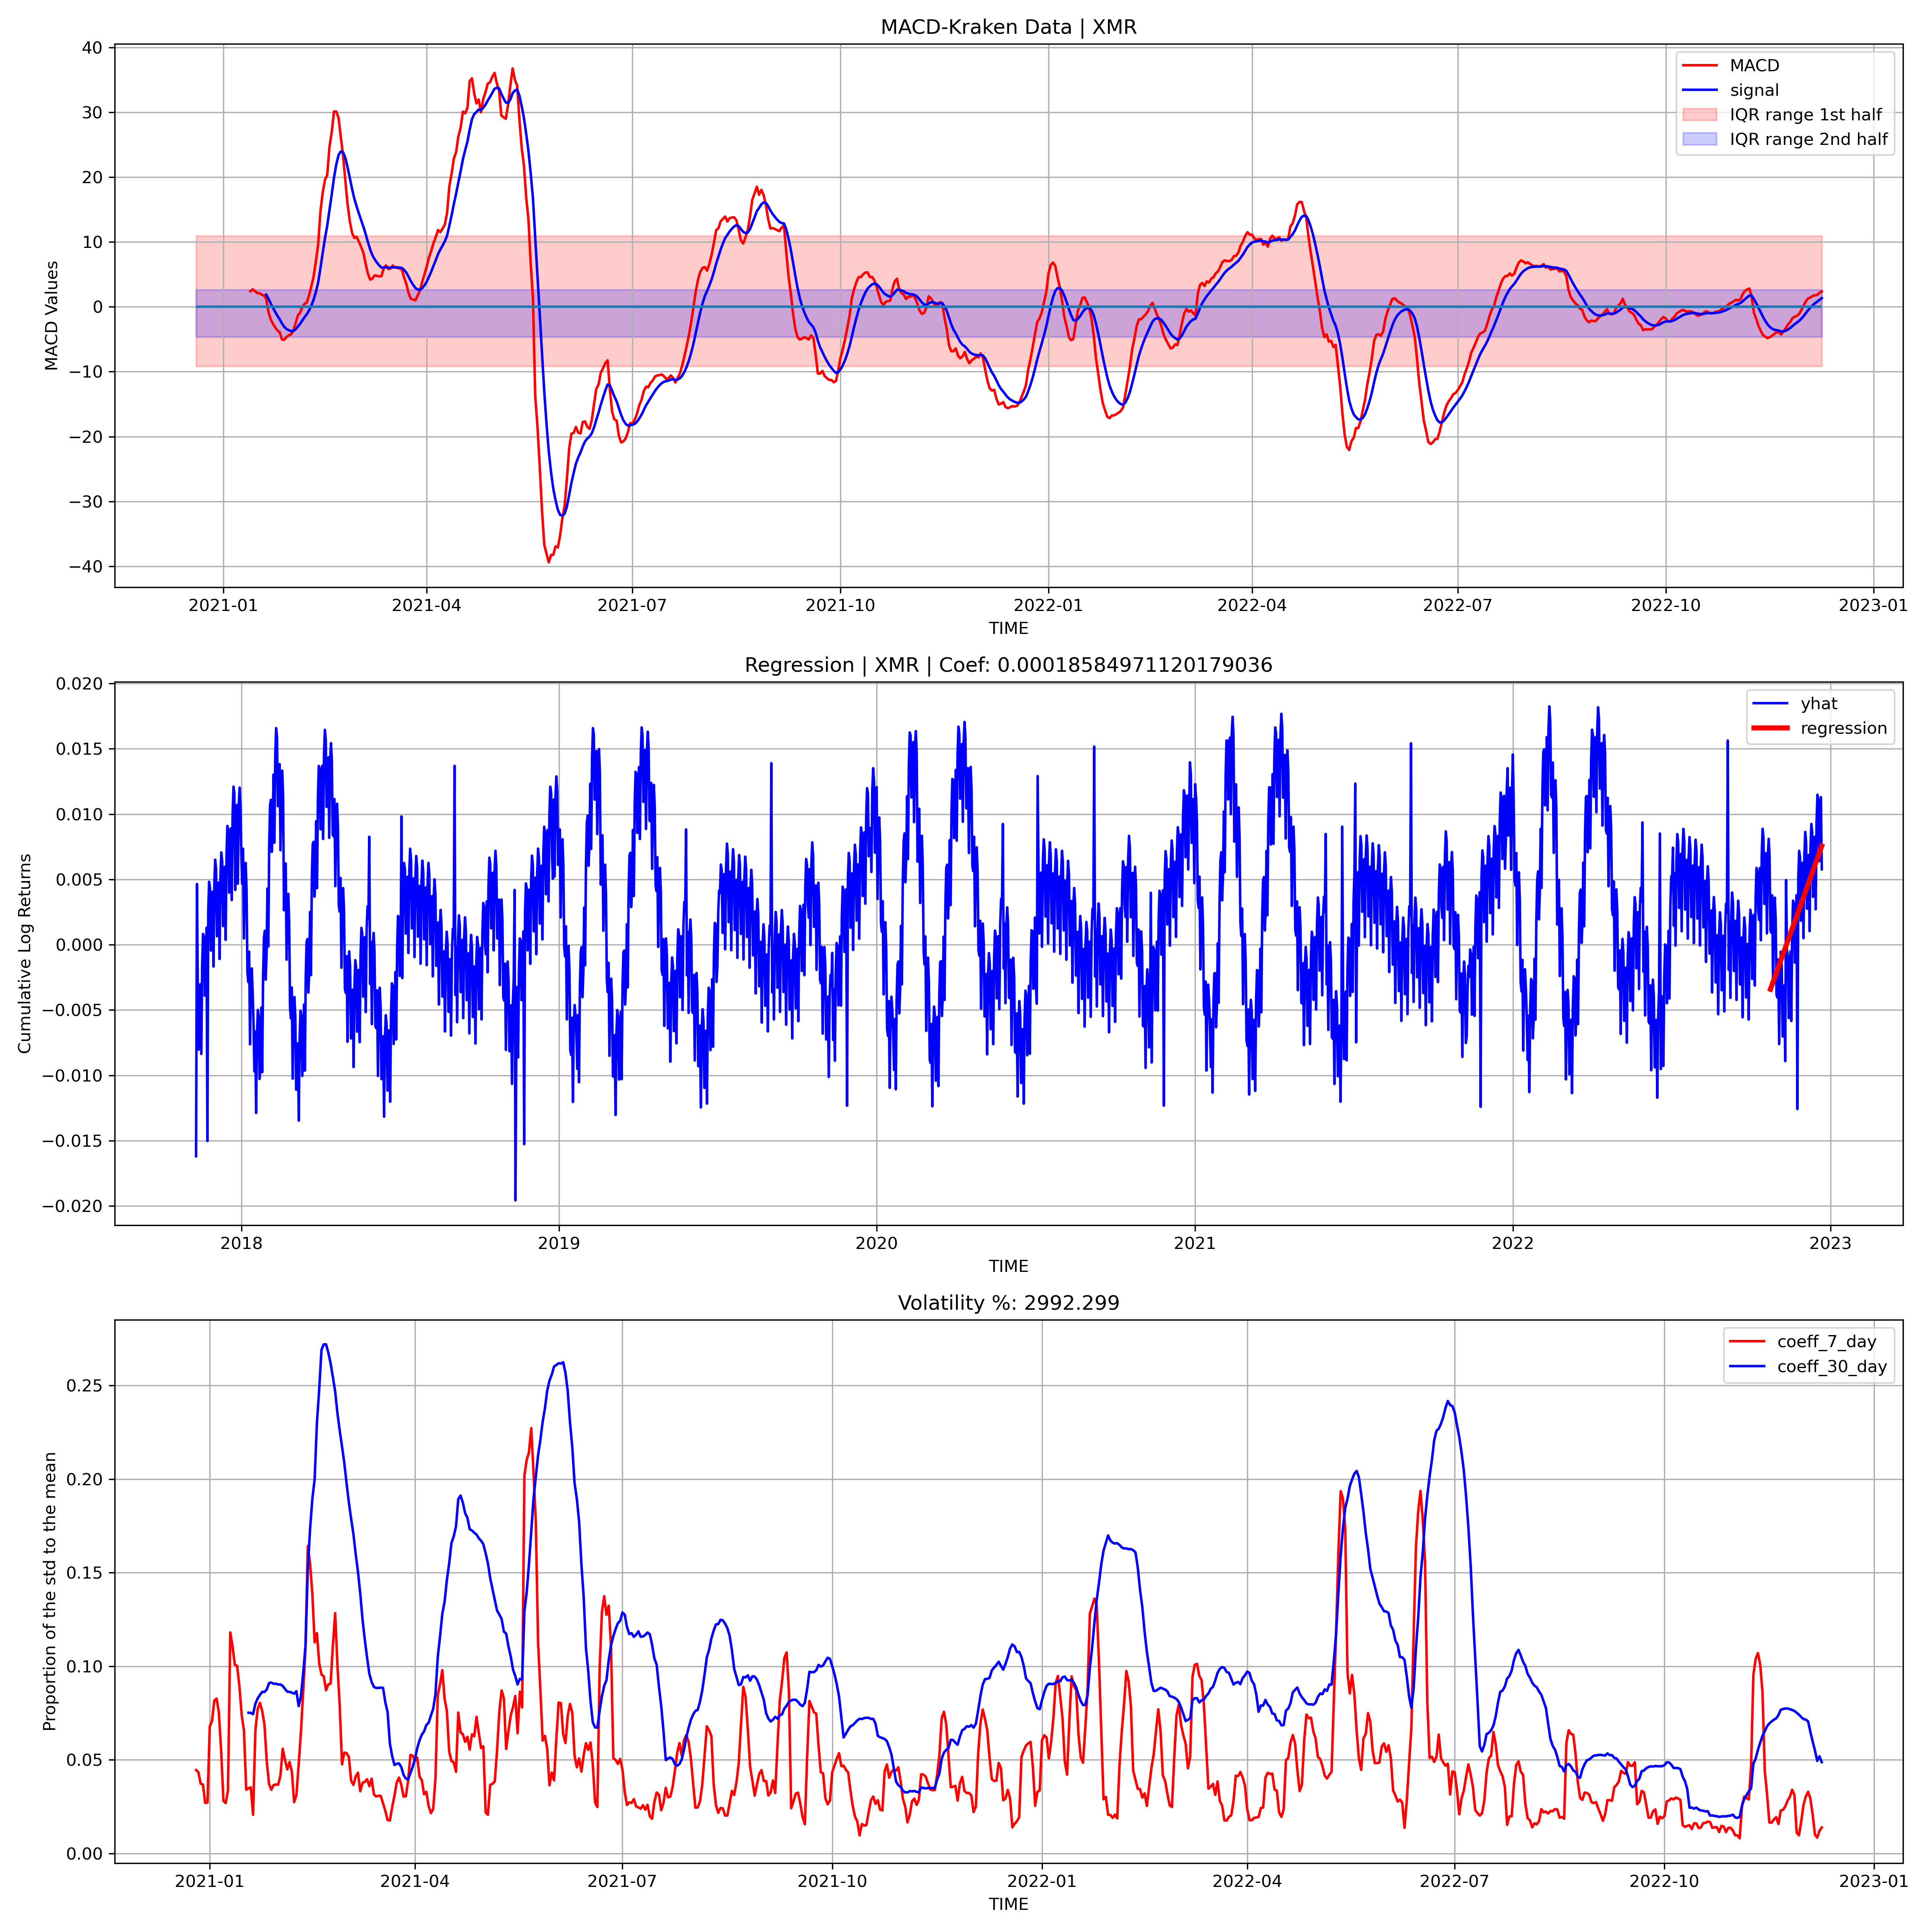 MACD-Kraken Data | XMR
MACD Values
40
30
20
10
0
−10
−20
−30
−40
MACD
signal
IQR range 1st half
IQR range 2nd half
2021-01 2021-04 2021-07 2021-10 2022-01 2022-04 2022-07 2022-10 2023-01
TIME
Regression | XMR | Coef: 0.00018584971120179036
Cumulative Log Returns
0.020
0.015
0.010
0.005
0.000
−0.005
−0.010
−0.015
−0.020
yhat
regression
2018 2019 2020 2021 2022 2023
TIME
Volatility %: 2992.299
Proportion of the std to the mean
0.25
0.20
0.15
0.10
0.05
0.00
coeff_7_day
coeff_30_day
2021-01 2021-04 2021-07 2021-10 2022-01 2022-04 2022-07 2022-10 2023-01
TIME